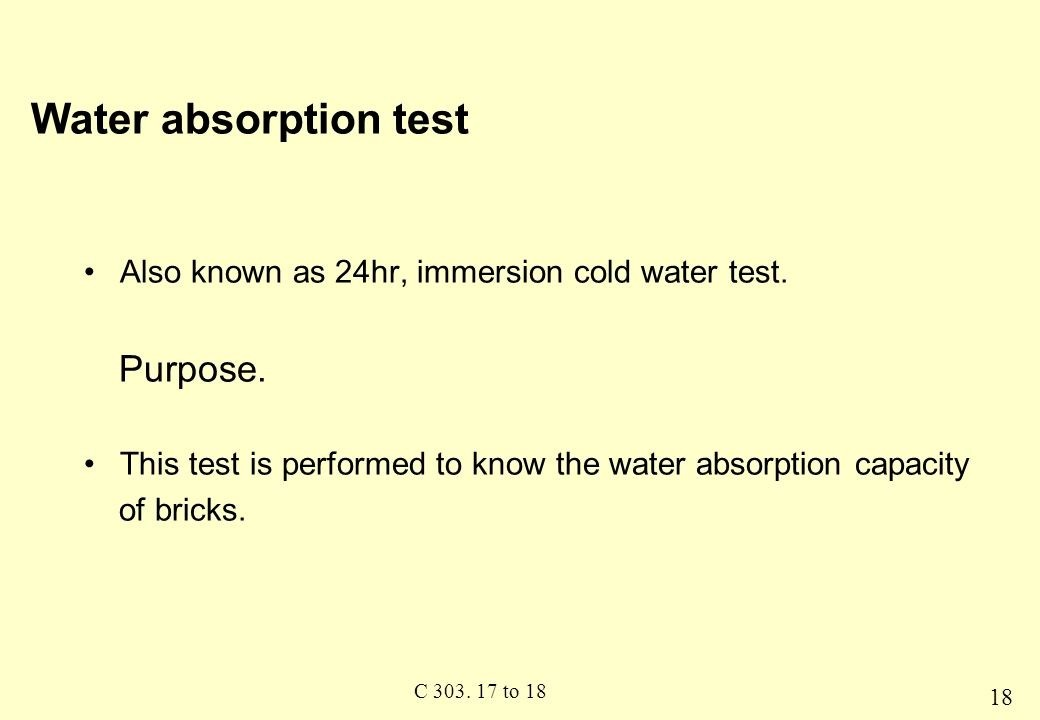 Water absorption test
• Also known as 24hr, immersion cold water test.
Purpose.
• This test is performed to know the water absorption capacity
of bricks.
C 303. 17 to 18
18